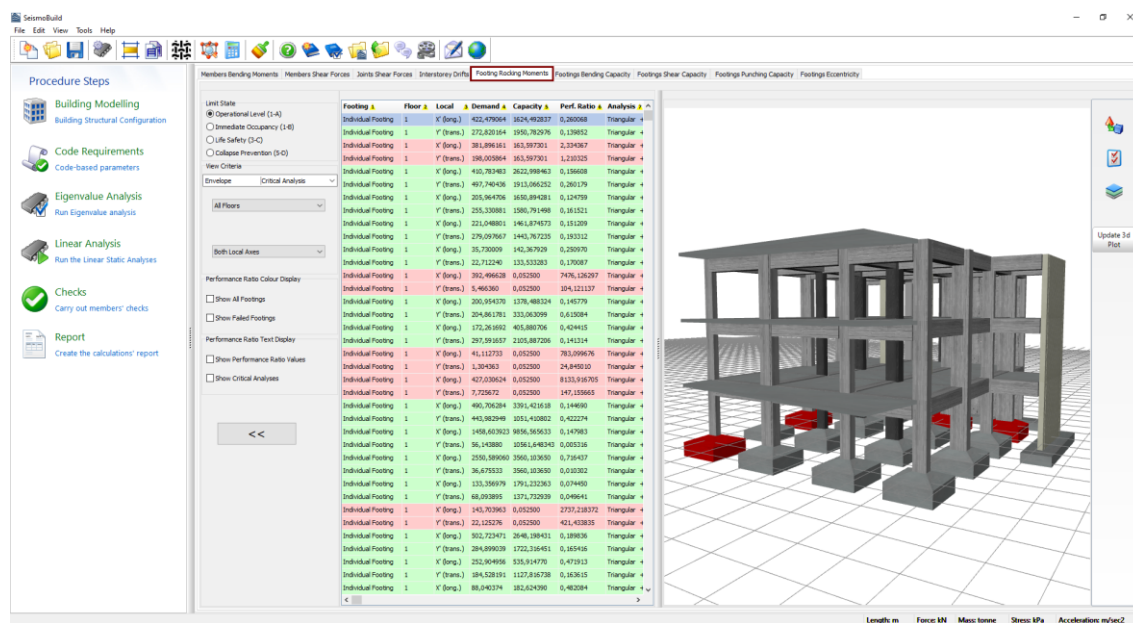 SeismoBuild
File Edit View Tools Help
Procedure Steps
Building Modelling
Building Structural Configuration
Code Requirements
Code-based parameters
Eigenvalue Analysis
Run Eigenvalue analysis
Linear Analysis
Run the Linear Static Analyses
Checks
Carry out members' checks
Report
Create the calculations' report
Members Bending Moments Members Shear Forces Joints Shear Forces Interstorey Drifts Footing Rocking Moments Footings Bending Capacity Footings Shear Capacity Footings Punching Capacity Footings Eccentricity
Limit State
Operational Level (1-A)
Immediate Occupancy (1-B)
Life Safety (3-C)
Collapse Prevention (5-D)
View Criteria
Envelope Critical Analysis
All Floors
Both Local Axes
Performance Ratio Colour Display
Show All Footings
Show Failed Footings
Performance Ratio Text Display
Show Performance Ratio Values
Show Critical Analyses
<<
Footing 1 Floor 2 Local 3 Demand 4 Capacity 5 Perf. Ratio 6 Analysis 7
Individual Footing 1 X' (long.) 422,479064 1624,492837 0,260068 Triangular +
Individual Footing 1 Y' (trans.) 272,820164 1950,782976 0,139852 Triangular +
Individual Footing 1 X' (long.) 381,896161 163,597301 2,334367 Triangular +
Individual Footing 1 Y' (trans.) 198,005864 163,597301 1,210325 Triangular +
Individual Footing 1 X' (long.) 410,783483 2622,998463 0,156608 Triangular +
Individual Footing 1 Y' (trans.) 497,740436 1913,066252 0,260179 Triangular +
Individual Footing 1 X' (long.) 205,964706 1650,894281 0,124759 Triangular +
Individual Footing 1 Y' (trans.) 255,330881 1580,791498 0,161521 Triangular +
Individual Footing 1 X' (long.) 221,048801 1461,874573 0,151209 Triangular +
Individual Footing 1 Y' (trans.) 279,097667 1443,767235 0,193312 Triangular +
Individual Footing 1 X' (long.) 35,730009 142,367929 0,250970 Triangular +
Individual Footing 1 Y' (trans.) 22,712240 133,533283 0,170087 Triangular +
Individual Footing 1 X' (long.) 392,496628 0,052500 7476,126297 Triangular +
Individual Footing 1 Y' (trans.) 5,466360 0,052500 104,121137 Triangular +
Individual Footing 1 X' (long.) 200,954370 1378,488324 0,145779 Triangular +
Individual Footing 1 Y' (trans.) 204,861781 333,063099 0,615084 Triangular +
Individual Footing 1 X' (long.) 172,261692 405,880706 0,424415 Triangular +
Individual Footing 1 Y' (trans.) 297,591657 2105,887206 0,141314 Triangular +
Individual Footing 1 X' (long.) 41,112733 0,052500 783,099676 Triangular +
Individual Footing 1 Y' (trans.) 1,304363 0,052500 24,845010 Triangular +
Individual Footing 1 X' (long.) 427,030624 0,052500 8133,916705 Triangular +
Individual Footing 1 Y' (trans.) 7,725672 0,052500 147,155665 Triangular +
Individual Footing 1 X' (long.) 490,706284 3391,421618 0,144690 Triangular +
Individual Footing 1 Y' (trans.) 443,982949 1051,410802 0,422274 Triangular +
Individual Footing 1 X' (long.) 1458,603923 9856,565633 0,147983 Triangular +
Individual Footing 1 Y' (trans.) 56,143880 10561,648343 0,005316 Triangular +
Individual Footing 1 X' (long.) 2550,589060 3560,103650 0,716437 Triangular +
Individual Footing 1 Y' (trans.) 36,675533 3560,103650 0,010302 Triangular +
Individual Footing 1 X' (long.) 133,356979 1791,232363 0,074450 Triangular +
Individual Footing 1 Y' (trans.) 68,093895 1371,732939 0,049641 Triangular +
Individual Footing 1 X' (long.) 143,703963 0,052500 2737,218372 Triangular +
Individual Footing 1 Y' (trans.) 22,125276 0,052500 421,433835 Triangular +
Individual Footing 1 X' (long.) 502,723471 2648,198431 0,189836 Triangular +
Individual Footing 1 Y' (trans.) 284,899039 1722,316451 0,165416 Triangular +
Individual Footing 1 X' (long.) 252,904956 535,914770 0,471913 Triangular +
Individual Footing 1 Y' (trans.) 184,528191 1127,816738 0,163615 Triangular +
Individual Footing 1 X' (long.) 88,040374 182,624390 0,482084 Triangular +
Update 3d
Plot
Length: m Force: kN Mass: tonne Stress: kPa Acceleration: m/sec2